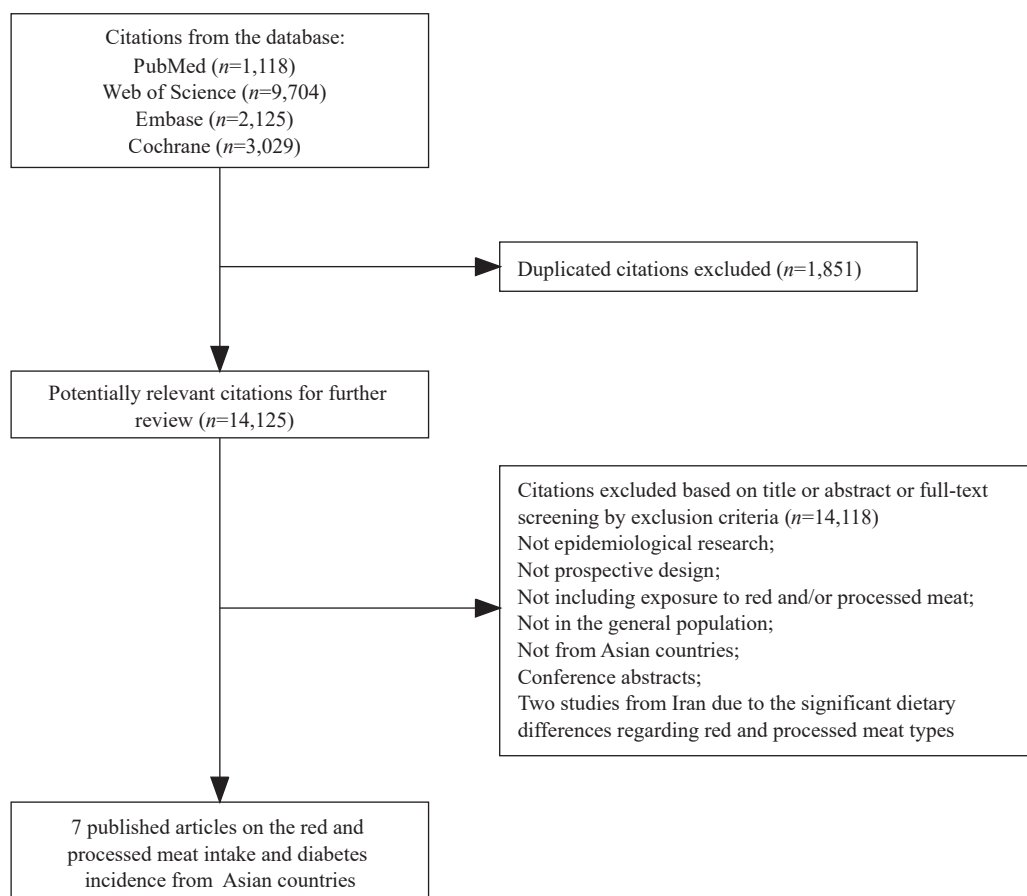 Citations from the database:
PubMed (n=1,118)
Web of Science (n=9,704)
Embase (n=2,125)
Cochrane (n=3,029)
Duplicated citations excluded (n=1,851)
Potentially relevant citations for further
review (n=14,125)
Citations excluded based on title or abstract or full-text
screening by exclusion criteria (n=14,118)
Not epidemiological research;
Not prospective design;
Not including exposure to red and/or processed meat;
Not in the general population;
Not from Asian countries;
Conference abstracts;
Two studies from Iran due to the significant dietary
differences regarding red and processed meat types
7 published articles on the red and
processed meat intake and diabetes
incidence from Asian countries